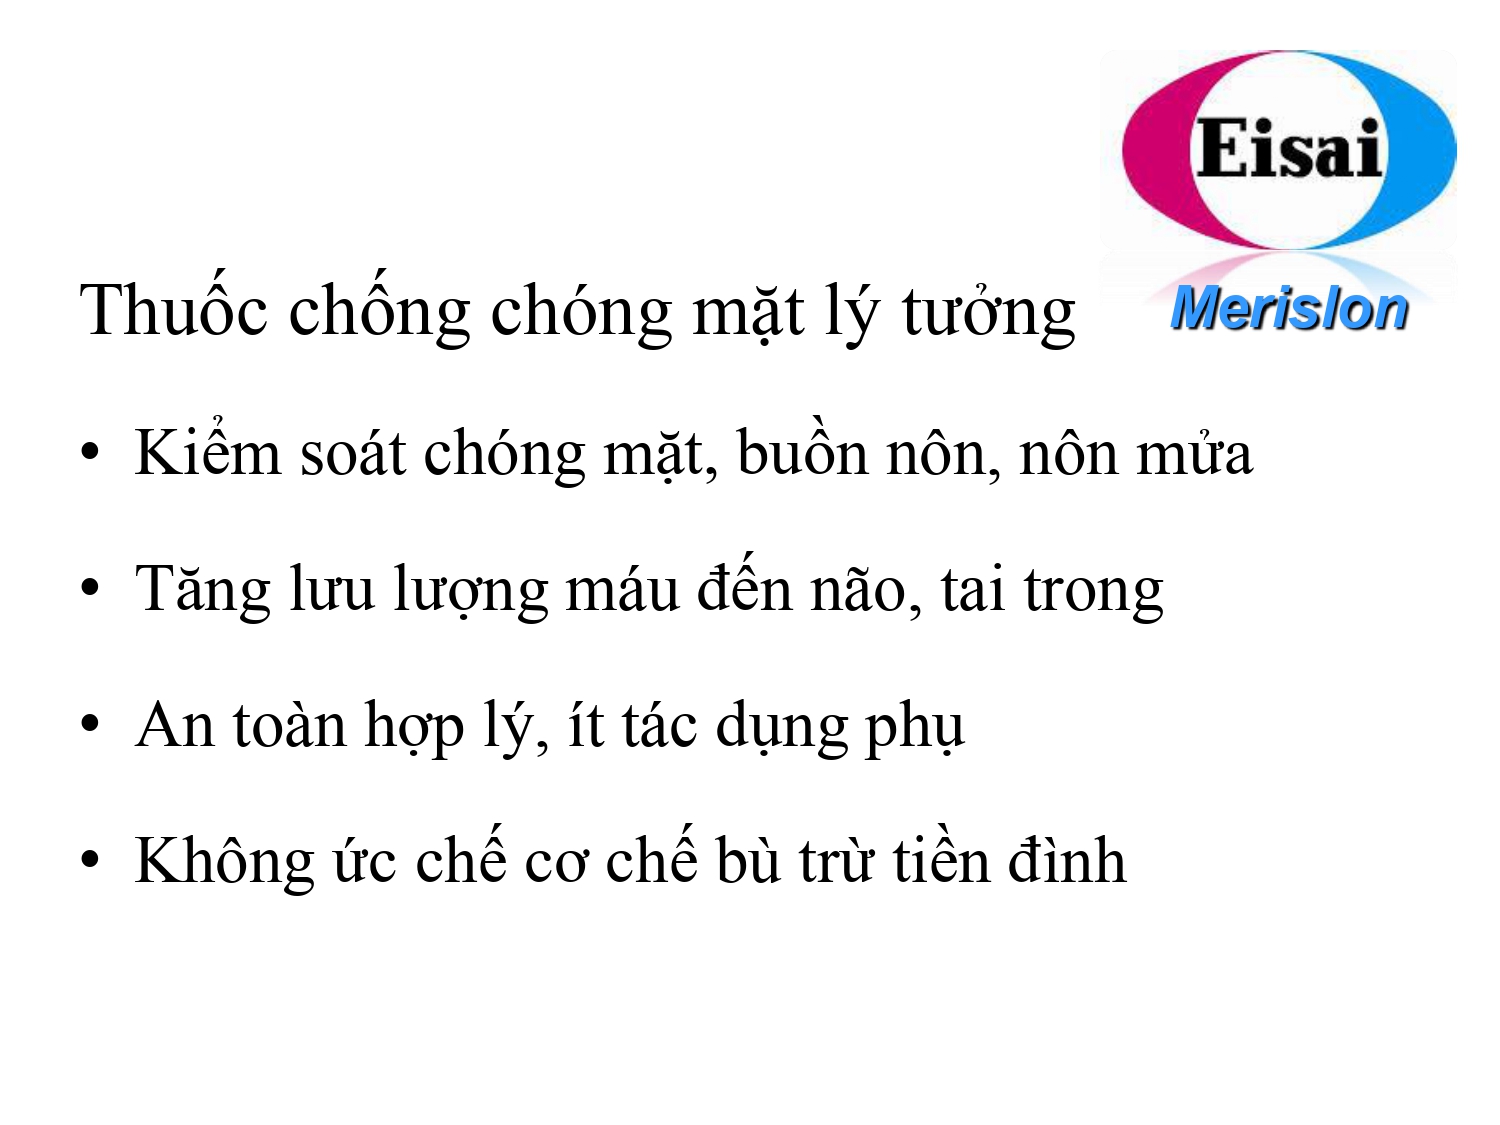 Eisai
Thuốc chống chóng mặt lý tưởng
Merislon
• Kiểm soát chóng mặt, buồn nôn, nôn mửa
• Tăng lưu lượng máu đến não, tai trong
• An toàn hợp lý, ít tác dụng phụ
• Không ức chế cơ chế bù trừ tiền đình